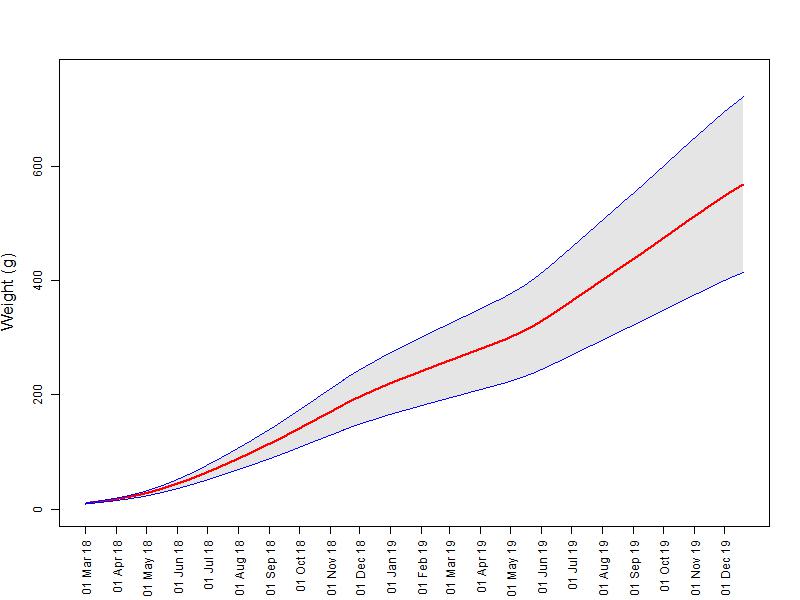 Weight (g)
600
400
200
0
01 Mar 18
01 Apr 18
01 May 18
01 Jun 18
01 Jul 18
01 Aug 18
01 Sep 18
01 Oct 18
01 Nov 18
01 Dec 18
01 Jan 19
01 Feb 19
01 Mar 19
01 Apr 19
01 May 19
01 Jun 19
01 Jul 19
01 Aug 19
01 Sep 19
01 Oct 19
01 Nov 19
01 Dec 19